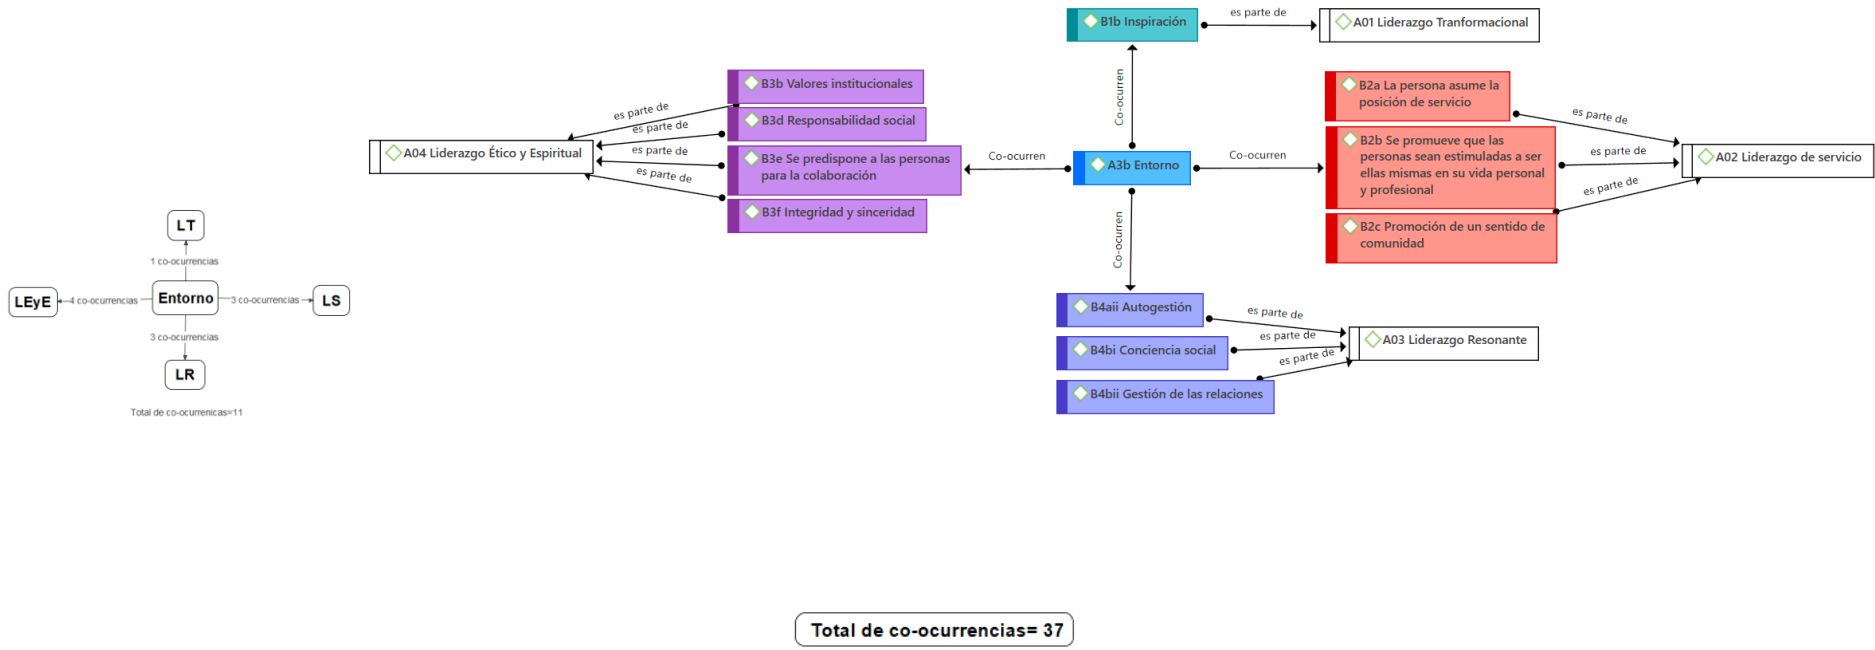 B1b Inspiración
es parte de
A01 Liderazgo Tranformacional
Co-ocurren
B3b Valores institucionales
B3d Responsabilidad social
B3e Se predispone a las personas
para la colaboración
B3f Integridad y sinceridad
es parte de
es parte de
es parte de
es parte de
A04 Liderazgo Ético y Espiritual
Co-ocurren
A3b Entorno
Co-ocurren
B2a La persona asume la
posición de servicio
B2b Se promueve que las
personas sean estimuladas a ser
ellas mismas en su vida personal
y profesional
B2c Promoción de un sentido de
comunidad
es parte de
es parte de
es parte de
A02 Liderazgo de servicio
Co-ocurren
B4aii Autogestión
B4bi Conciencia social
B4bii Gestión de las relaciones
es parte de
es parte de
es parte de
A03 Liderazgo Resonante
LT
1 co-ocurrencias
LEyE
4 co-ocurrencias
Entorno
3 co-ocurrencias
LS
3 co-ocurrencias
LR
Total de co-ocurrenicas=11
Total de co-ocurrencias= 37